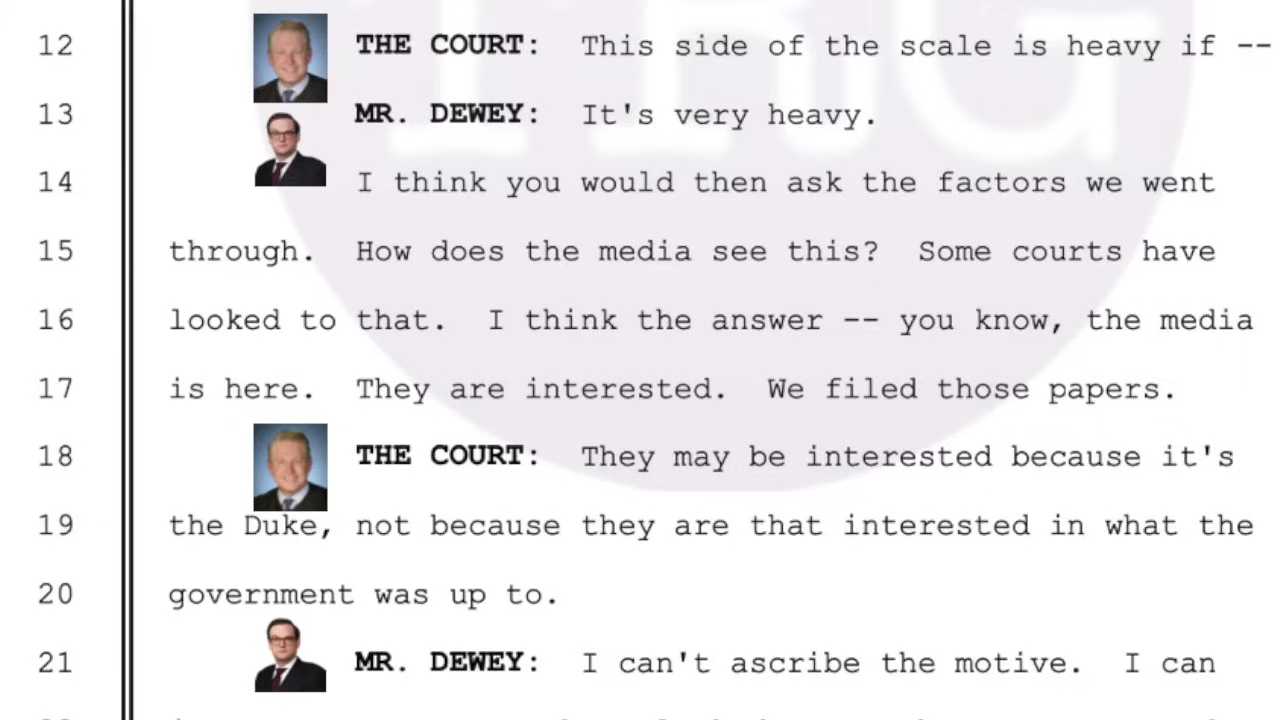 12 THE COURT: This side of the scale is heavy if --
13 MR. DEWEY: It's very heavy.
14 I think you would then ask the factors we went
15 through. How does the media see this? Some courts have
16 looked to that. I think the answer -- you know, the media
17 is here. They are interested. We filed those papers.
18 THE COURT: They may be interested because it's
19 the Duke, not because they are that interested in what the
20 government was up to.
21 MR. DEWEY: I can't ascribe the motive. I can